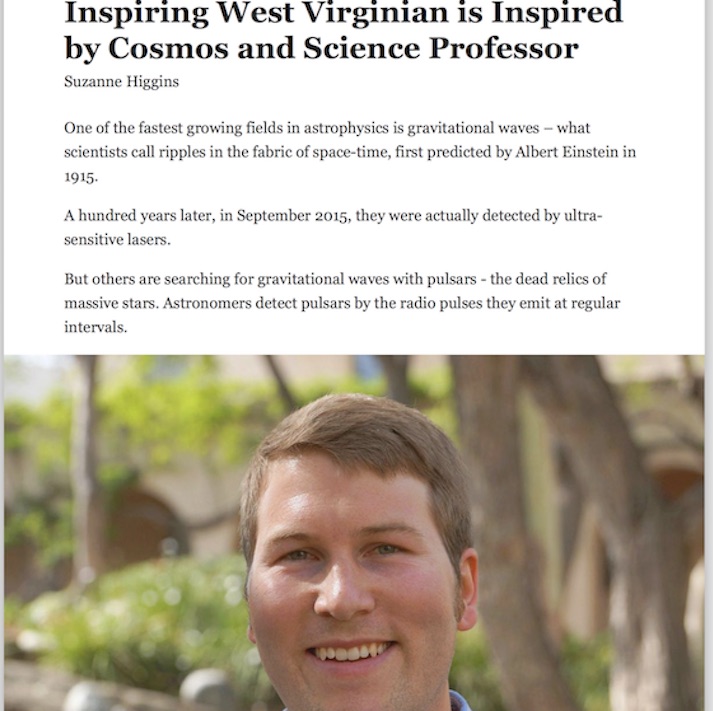 Inspiring West Virginian is Inspired
by Cosmos and Science Professor
Suzanne Higgins
One of the fastest growing fields in astrophysics is gravitational waves – what
scientists call ripples in the fabric of space-time, first predicted by Albert Einstein in
1915.
A hundred years later, in September 2015, they were actually detected by ultra-
sensitive lasers.
But others are searching for gravitational waves with pulsars - the dead relics of
massive stars. Astronomers detect pulsars by the radio pulses they emit at regular
intervals.